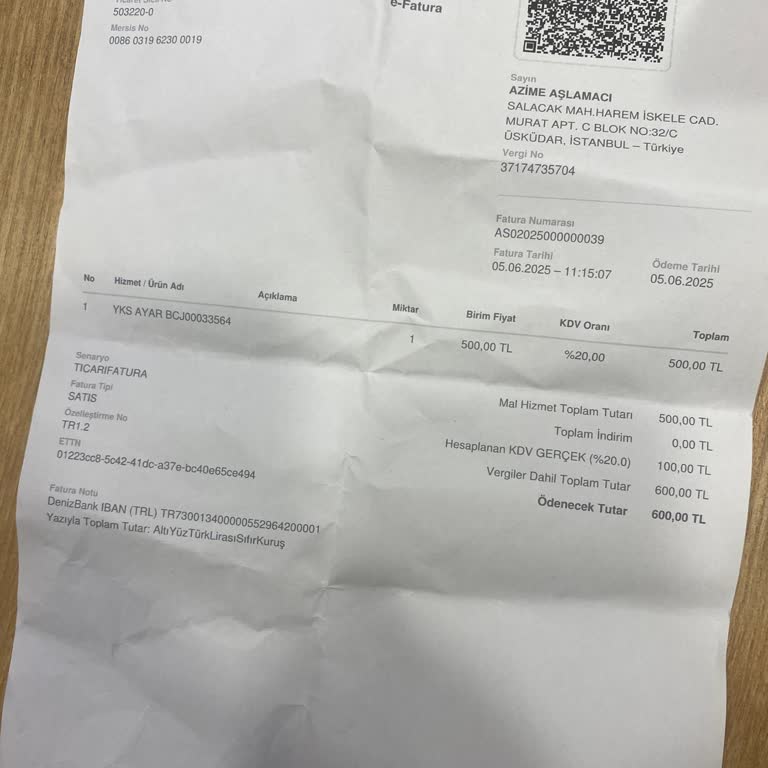 503220-0
Mersis No
0086 0319 6230 0019
e-Fatura
Sayın
AZİME AŞLAMACI
SALACAK MAH.HAREM İSKELE CAD.
MURAT APT. C BLOK NO:32/C
ÜSKÜDAR, İSTANBUL – Türkiye
Vergi No
37174735704
Fatura Numarası
AS02025000000039
Fatura Tarihi
05.06.2025 – 11:15:07
Ödeme Tarihi
05.06.2025
No Hizmet / Ürün Adı Açıklama Miktar Birim Fiyat KDV Oranı Toplam
1 YKS AYAR BCJ00033564 1 500,00 TL %20,00 500,00 TL
Senaryo
TICARIFATURA
Fatura Tipi
SATIS
Özelleştirme No
TR1.2
ETTN
01223cc8-5c42-41dc-a37e-bc40e65ce494
Mal Hizmet Toplam Tutarı 500,00 TL
Toplam İndirim 0,00 TL
Hesaplanan KDV GERÇEK (%20.0) 100,00 TL
Vergiler Dahil Toplam Tutar 600,00 TL
Ödenecek Tutar 600,00 TL
Fatura Notu
DenizBank IBAN (TRL) TR730013400000552964200001
Yazıyla Toplam Tutar: AltıYüzTürkLirasıSıfırKuruş